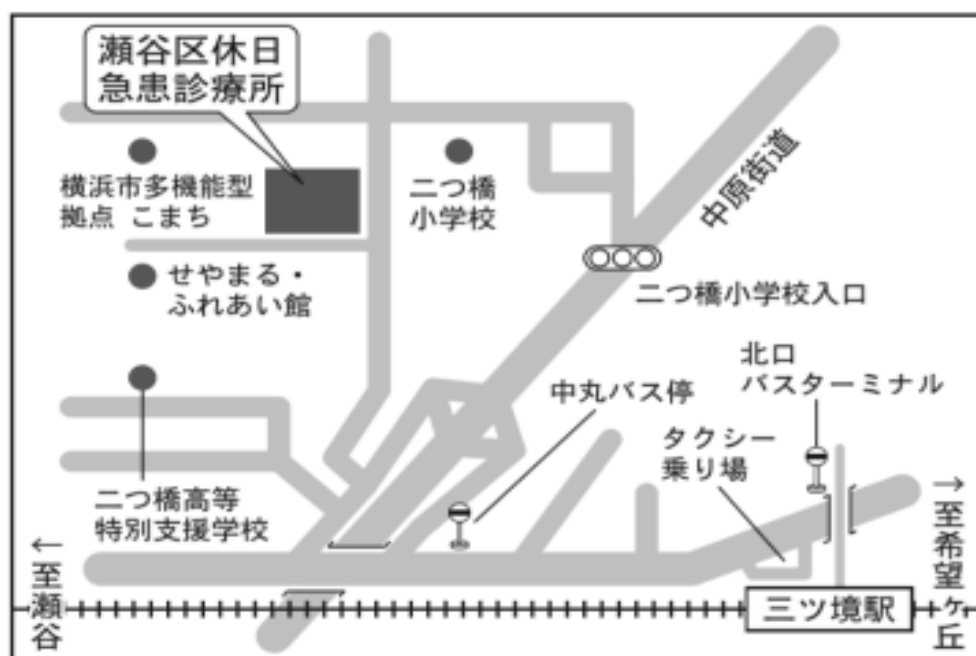 瀬谷区休日
急患診療所
横浜市多機能型
拠点 こまち
二つ橋
小学校
中原街道
せやまる・
ふれあい館
二つ橋小学校入口
北口
バスターミナル
中丸バス停
タクシー
乗り場
二つ橋高等
特別支援学校
←至瀬谷
→至希望ヶ丘
三ツ境駅